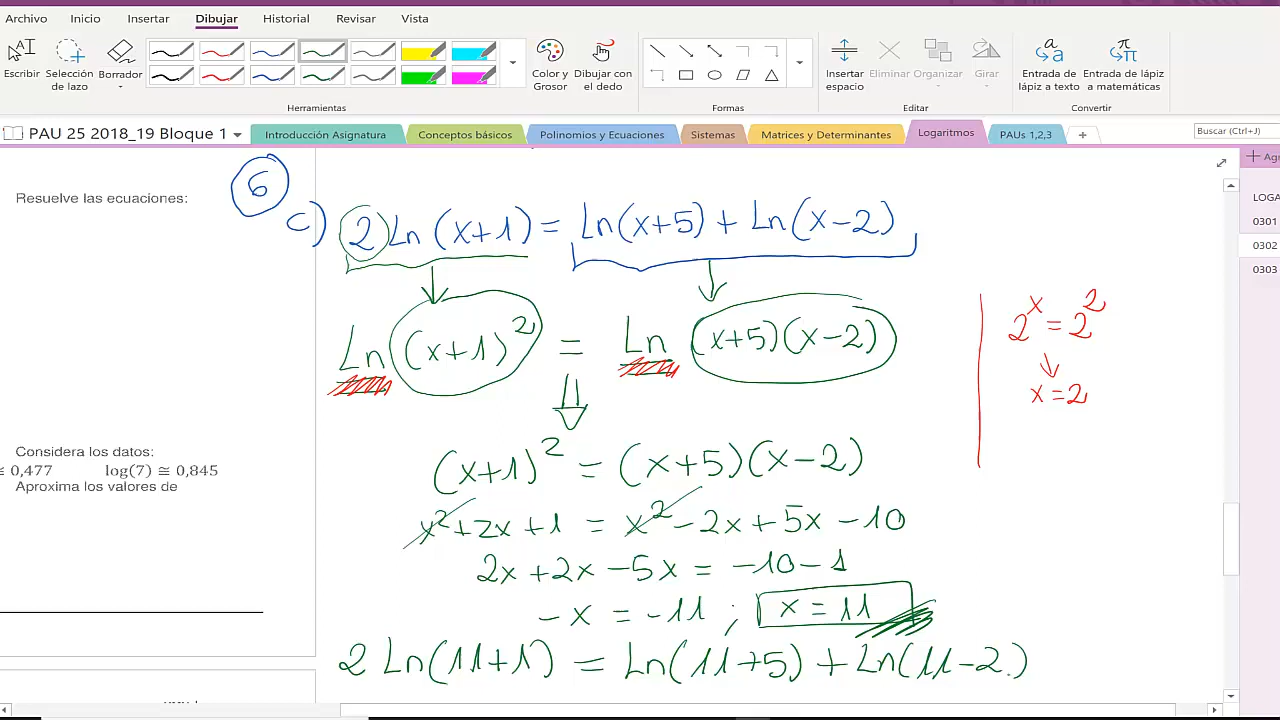 Archivo Inicio Insertar Dibujar Historial Revisar Vista
Escribir Selección de lazo Borrador Color y Grosor Dibujar con el dedo Insertar espacio Eliminar Organizar Girar Entrada de lápiz a texto Entrada de lápiz a matemáticas
Herramientas Formas Editar Convertir
PAU 25 2018_19 Bloque 1 Introducción Asignatura Conceptos básicos Polinomios y Ecuaciones Sistemas Matrices y Determinantes Logaritmos PAUs 1,2,3 + Buscar (Ctrl+J)
Resuelve las ecuaciones:
6
c) 2 Ln (x+1) = Ln(x+5) + Ln(x-2)
Ln (x+1)² = Ln (x+5)(x-2)
(x+1)² = (x+5)(x-2)
x² + 2x + 1 = x² - 2x + 5x - 10
2x + 2x - 5x = -10 - 1
-x = -11 ; x = 11
2 Ln(11+1) = Ln(11+5) + Ln(11-2)
2ˣ = 2²
x = 2
Considera los datos:
≅ 0,477 log(7) ≅ 0,845
Aproxima los valores de
LOGA
0301
0302
0303